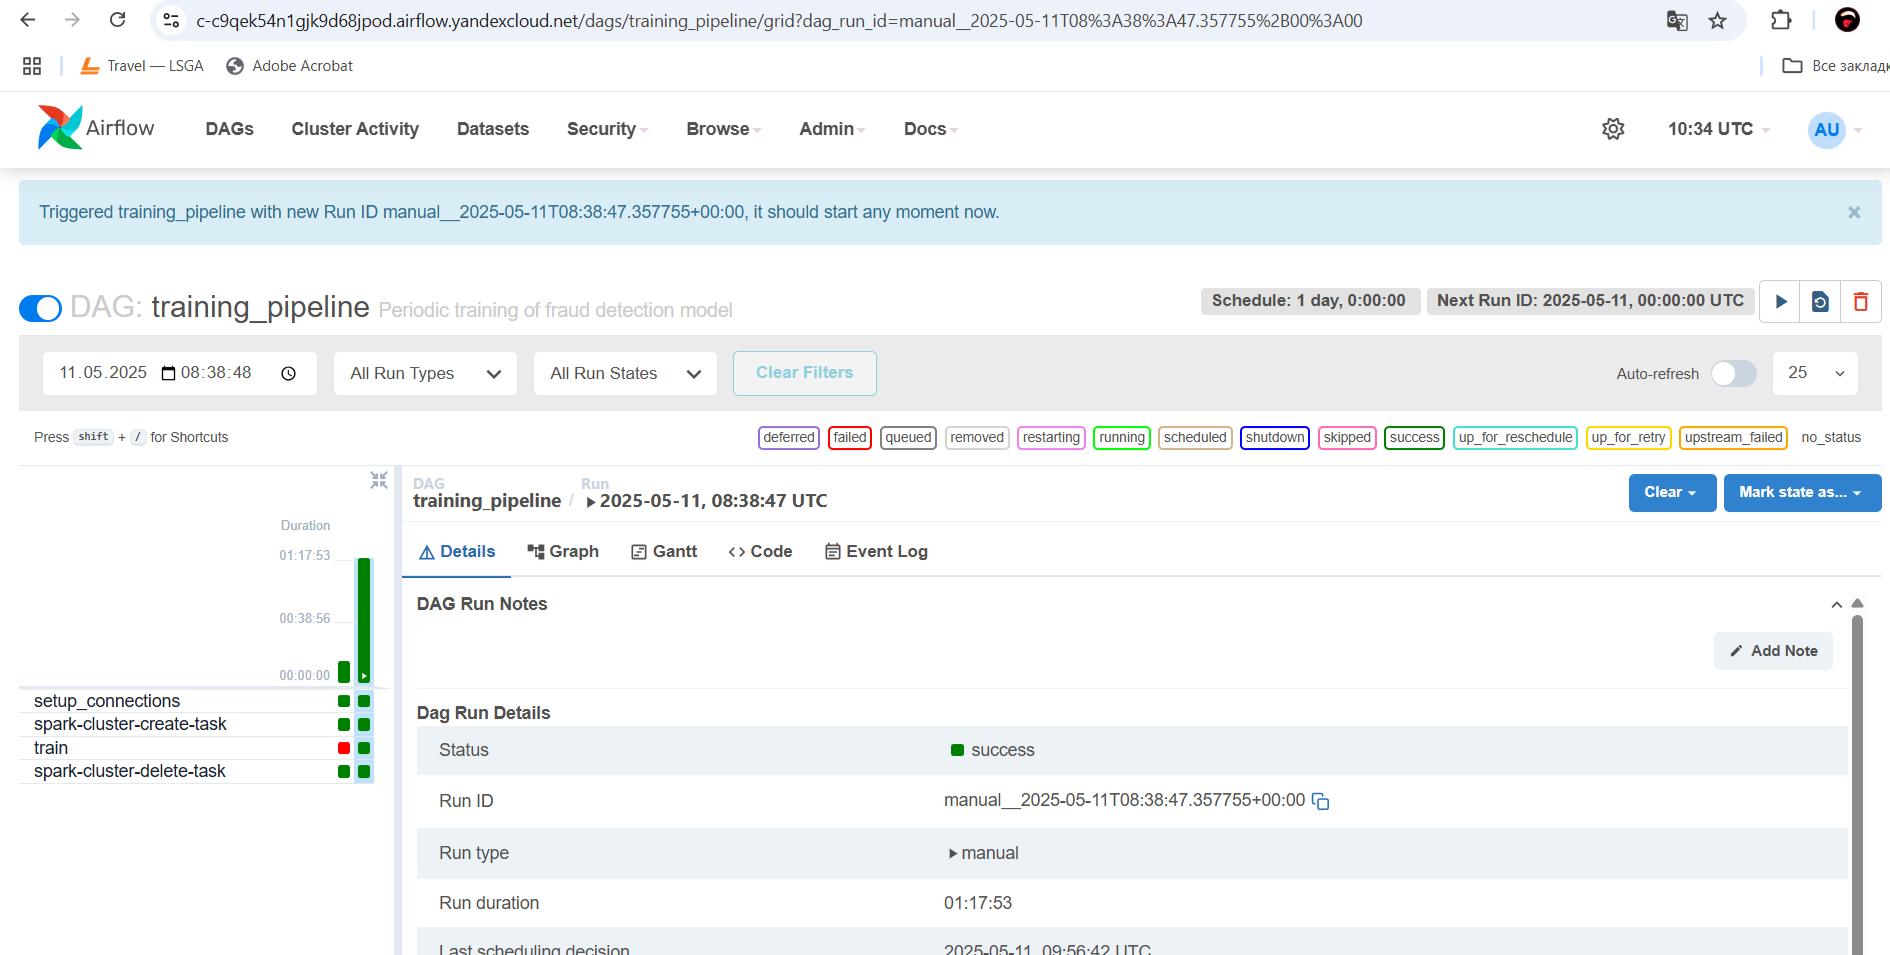 c-c9qek54n1gjk9d68jpod.airflow.yandexcloud.net/dags/training_pipeline/grid?dag_run_id=manual__2025-05-11T08%3A38%3A47.357755%2B00%3A00
Travel — LSGA Adobe Acrobat Все закладк
Airflow DAGs Cluster Activity Datasets Security Browse Admin Docs 10:34 UTC AU
Triggered training_pipeline with new Run ID manual__2025-05-11T08:38:47.357755+00:00, it should start any moment now. ×
DAG: training_pipeline Periodic training of fraud detection model Schedule: 1 day, 0:00:00 Next Run ID: 2025-05-11, 00:00:00 UTC
11.05.2025 08:38:48 All Run Types All Run States Clear Filters Auto-refresh 25
Press shift + / for Shortcuts deferred failed queued removed restarting running scheduled shutdown skipped success up_for_reschedule up_for_retry upstream_failed no_status
DAG Run
training_pipeline / 2025-05-11, 08:38:47 UTC Clear Mark state as...
Duration
01:17:53
00:38:56
00:00:00
setup_connections
spark-cluster-create-task
train
spark-cluster-delete-task
Details Graph Gantt Code Event Log
DAG Run Notes
Add Note
Dag Run Details
Status success
Run ID manual__2025-05-11T08:38:47.357755+00:00
Run type manual
Run duration 01:17:53
Last scheduling decision 2025-05-11, 09:56:42 UTC